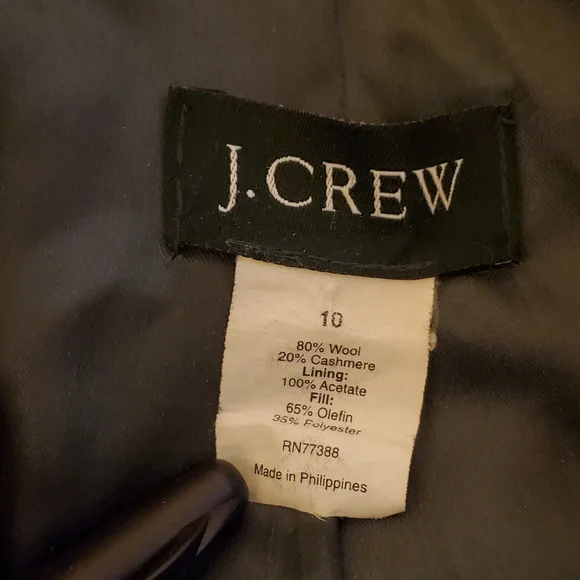 J.CREW
10
80% Wool
20% Cashmere
Lining:
100% Acetate
Fill:
65% Olefin
35% Polyester
RN77388
Made in Philippines